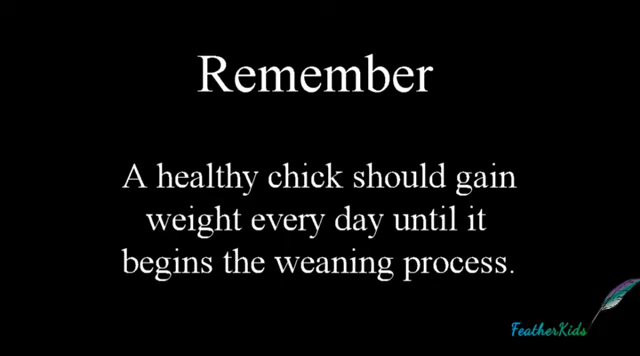 Remember
A healthy chick should gain
weight every day until it
begins the weaning process.
FeatherKids